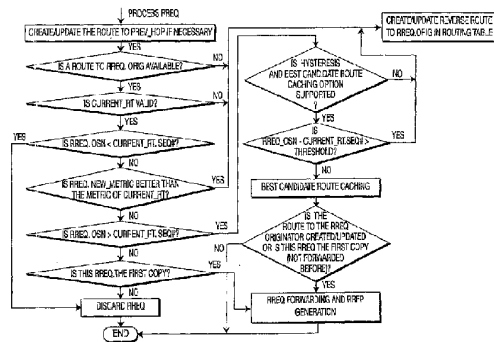 PROCESS RREQ
CREATE/UPDATE THE ROUTE TO PREV_HOP IF NECESSARY
YES
IS A ROUTE TO RREQ. ORIG AVAILABLE?
NO
YES
IS CURRENT_RT VALID?
NO
YES
YES
IS RREQ. OSN < CURRENT_RT. SEQ#?
NO
IS RREQ. NEW_METRIC BETTER THAN
THE METRIC OF CURRENT_RT?
YES
NO
IS RREQ. OSN > CURRENT_RT. SEQ#?
YES
NO
IS THIS RREQ THE FIRST COPY?
YES
NO
DISCARD RREQ
END
CREATE/UPDATE REVERSE ROUTE
TO RREQ.ORIG IN ROUTING TABLE
IS HYSTERESIS
AND BEST CANDIDATE ROUTE
CACHING OPTION
SUPPORTED
?
NO
YES
IS
RREQ_OSN - CURRENT_RT.SEQ# >
THRESHOLD?
YES
NO
BEST CANDIDATE ROUTE CACHING
IS THE
ROUTE TO THE RREQ
ORIGINATOR CREATED/UPDATED
OR IS THIS RREQ THE FIRST COPY
(NOT FORWARDED
BEFORE)?
NO
YES
RREQ FORWARDING AND RREP
GENERATION